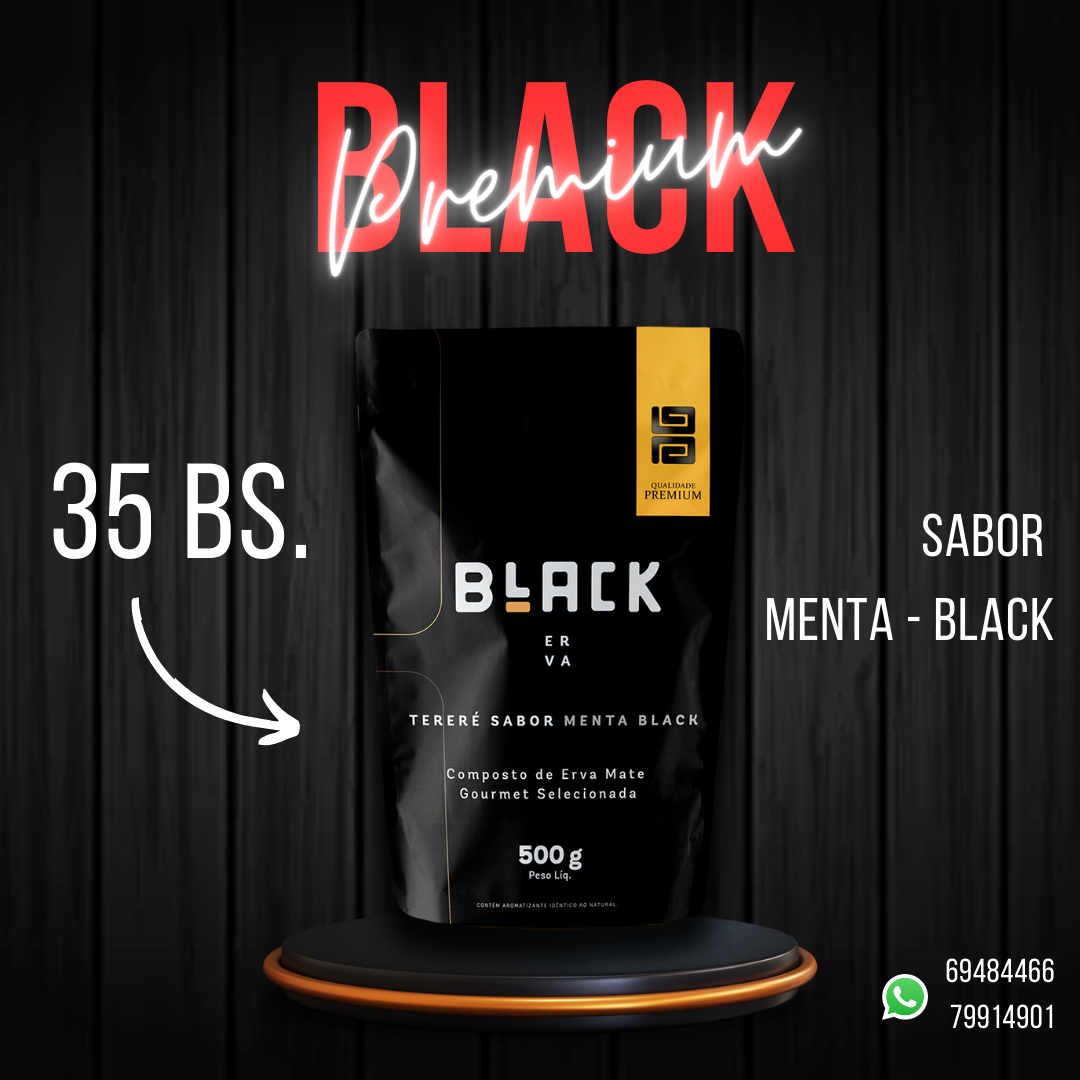 BLACK
Premium
QUALIDADE
PREMIUM
35 BS.
SABOR
MENTA - BLACK
BLACK
ER
VA
TERERÉ SABOR MENTA BLACK
Composto de Erva Mate
Gourmet Selecionada
500 g
Peso Líq.
CONTÉM AROMATIZANTE IDÊNTICO AO NATURAL.
69484466
79914901